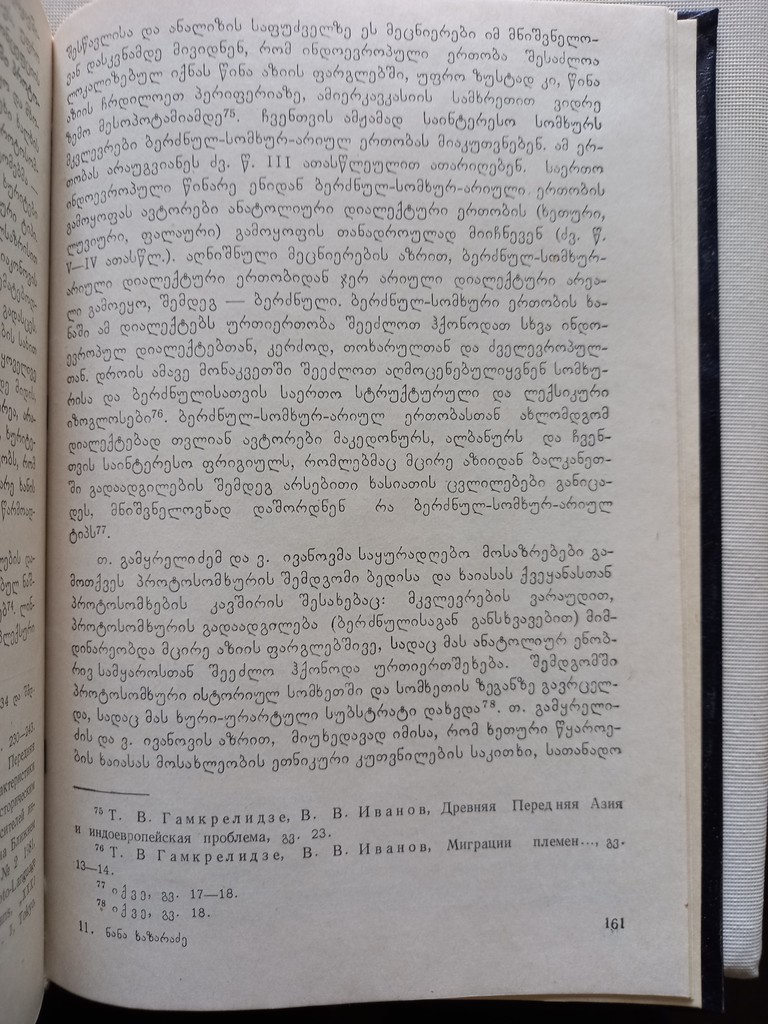 შესწავლისა და ანალიზის საფუძველზე ეს მეცნიერები იმ მნიშვნელო-
ვან დასკვნამდე მივიდნენ, რომ ინდოევროპული ერთობა შესაძლოა
ლოკალიზებულ იქნას წინა აზიის ფარგლებში, უფრო ზუსტად კი, წინა
აზიის ჩრდილოეთ პერიფერიაზე, ამიერკავკასიის სამხრეთით ვიდრე
ზემო მესოპოტამიამდე⁷⁵. ჩვენთვის ამჟამად საინტერესო სომხურს
მკვლევრები ბერძნულ-სომხურ-არიულ ერთობას მიაკუთვნებენ. ამ ერ-
თობას არაუგვიანეს ძვ. წ. III ათასწლეულით ათარიღებენ. საერთო
ინდოევროპული წინარე ენიდან ბერძნულ-სომხურ-არიული ერთობის
გამოყოფას ავტორები ანატოლიური დიალექტური ერთობის (ხეთური,
ლუვიური, ფალაური) გამოყოფის თანადროულად მიიჩნევენ (ძვ. წ.
V—IV ათასწლ.). აღნიშნული მეცნიერების აზრით, ბერძნულ-სომხურ-
არიული დიალექტური ერთობიდან ჯერ არიული დიალექტური არეა-
ლი გამოეყო, შემდეგ — ბერძნული. ბერძნულ-სომხური ერთობის ხა-
ნაში ამ დიალექტებს ურთიერთობა შეეძლოთ ჰქონოდათ სხვა ინდო-
ევროპულ დიალექტებთან, კერძოდ, თოხარულთან და ძველევროპულ-
თან. დროის ამავე მონაკვეთში შეეძლოთ აღმოცენებულიყვნენ სომხუ-
რისა და ბერძნულისათვის საერთო სტრუქტურული და ლექსიკური
იზოგლოსები⁷⁶. ბერძნულ-სომხურ-არიულ ერთობასთან ახლომდგომ
დიალექტებად თვლიან ავტორები მაკედონურს, ალბანურს და ჩვენ-
თვის საინტერესო ფრიგიულს, რომლებმაც მცირე აზიიდან ბალკანეთ-
ში გადაადგილების შემდეგ არსებითი ხასიათის ცვლილებები განიცა-
დეს, მნიშვნელოვნად დაშორდნენ რა ბერძნულ-სომხურ-არიულ
ტიპს⁷⁷.
თ. გამყრელიძემ და ვ. ივანოვმა საყურადღებო მოსაზრებები გა-
მოთქვეს პროტოსომხურის შემდგომი ბედისა და ხაიასას ქვეყანასთან
პროტოსომხების კავშირის შესახებაც: მკვლევრების ვარაუდით,
პროტოსომხურის გადაადგილება (ბერძნულისაგან განსხვავებით) მიმ-
დინარეობდა მცირე აზიის ფარგლებშივე, სადაც მას ანატოლიურ ენობ-
რივ სამყაროსთან შეეძლო ჰქონოდა ურთიერთშეხება. შემდგომში
პროტოსომხური ისტორიულ სომხეთში და სომხეთის ზეგანზე გავრცელ-
და, სადაც მას ხური-ურარტული სუბსტრატი დახვდა⁷⁸. თ. გამყრელი-
ძის და ვ. ივანოვის აზრით, მიუხედავად იმისა, რომ ხეთური წყაროე-
ბის ხაიასას მოსახლეობის ეთნიკური კუთვნილების საკითხი, სათანადო
⁷⁵ Т. В. Гамкрелидзе, В. В. Иванов, Древняя Передняя Азия
и индоевропейская проблема, გვ. 23.
⁷⁶ Т. В Гамкрелидзе, В. В. Иванов, Миграции племен..., გვ.
13—14.
⁷⁷ იქვე, გვ. 17—18.
⁷⁸ იქვე, გვ. 18.
11. ნანა ხაზარაძე
161